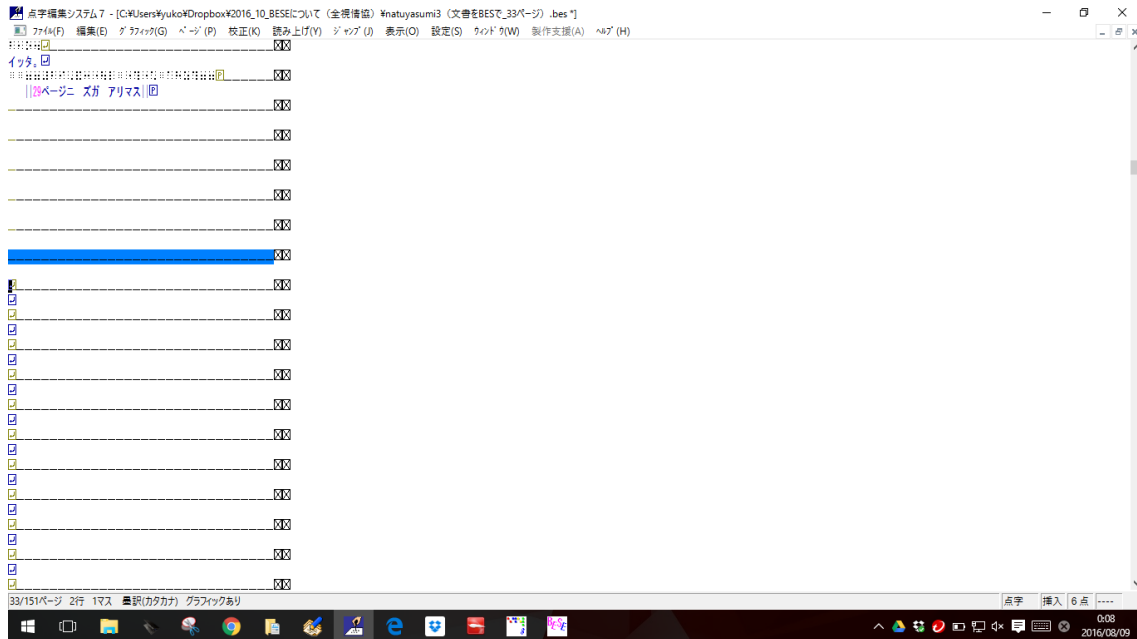 点字編集システム7 - [C:¥Users¥yuko¥Dropbox¥2016_10_BESEについて（全視情協）¥natuyasumi3（文書をBESで_33ページ）.bes *]
ﾌｧｲﾙ(F) 編集(E) ｸﾞﾗﾌｨｯｸ(G) ﾍﾟｰｼﾞ(P) 校正(K) 読み上げ(Y) ｼﾞｬﾝﾌﾟ(J) 表示(O) 設定(S) ｳｨﾝﾄﾞｳ(W) 製作支援(A) ﾍﾙﾌﾟ(H)
イッタ。
||29ページニ ズガ アリマス||P
33/151ページ 2行 1マス 墨訳(カタカナ) グラフィックあり 点字 挿入 6点 ----
BESE
0:08
2016/08/09